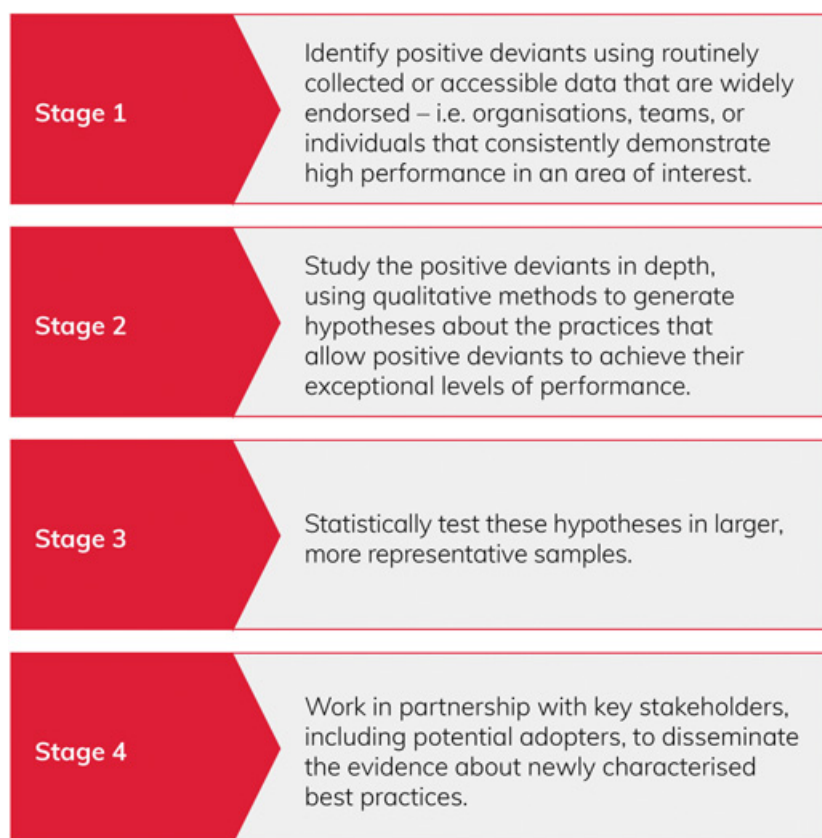 Stage 1
Identify positive deviants using routinely
collected or accessible data that are widely
endorsed – i.e. organisations, teams, or
individuals that consistently demonstrate
high performance in an area of interest.
Stage 2
Study the positive deviants in depth,
using qualitative methods to generate
hypotheses about the practices that
allow positive deviants to achieve their
exceptional levels of performance.
Stage 3
Statistically test these hypotheses in larger,
more representative samples.
Stage 4
Work in partnership with key stakeholders,
including potential adopters, to disseminate
the evidence about newly characterised
best practices.